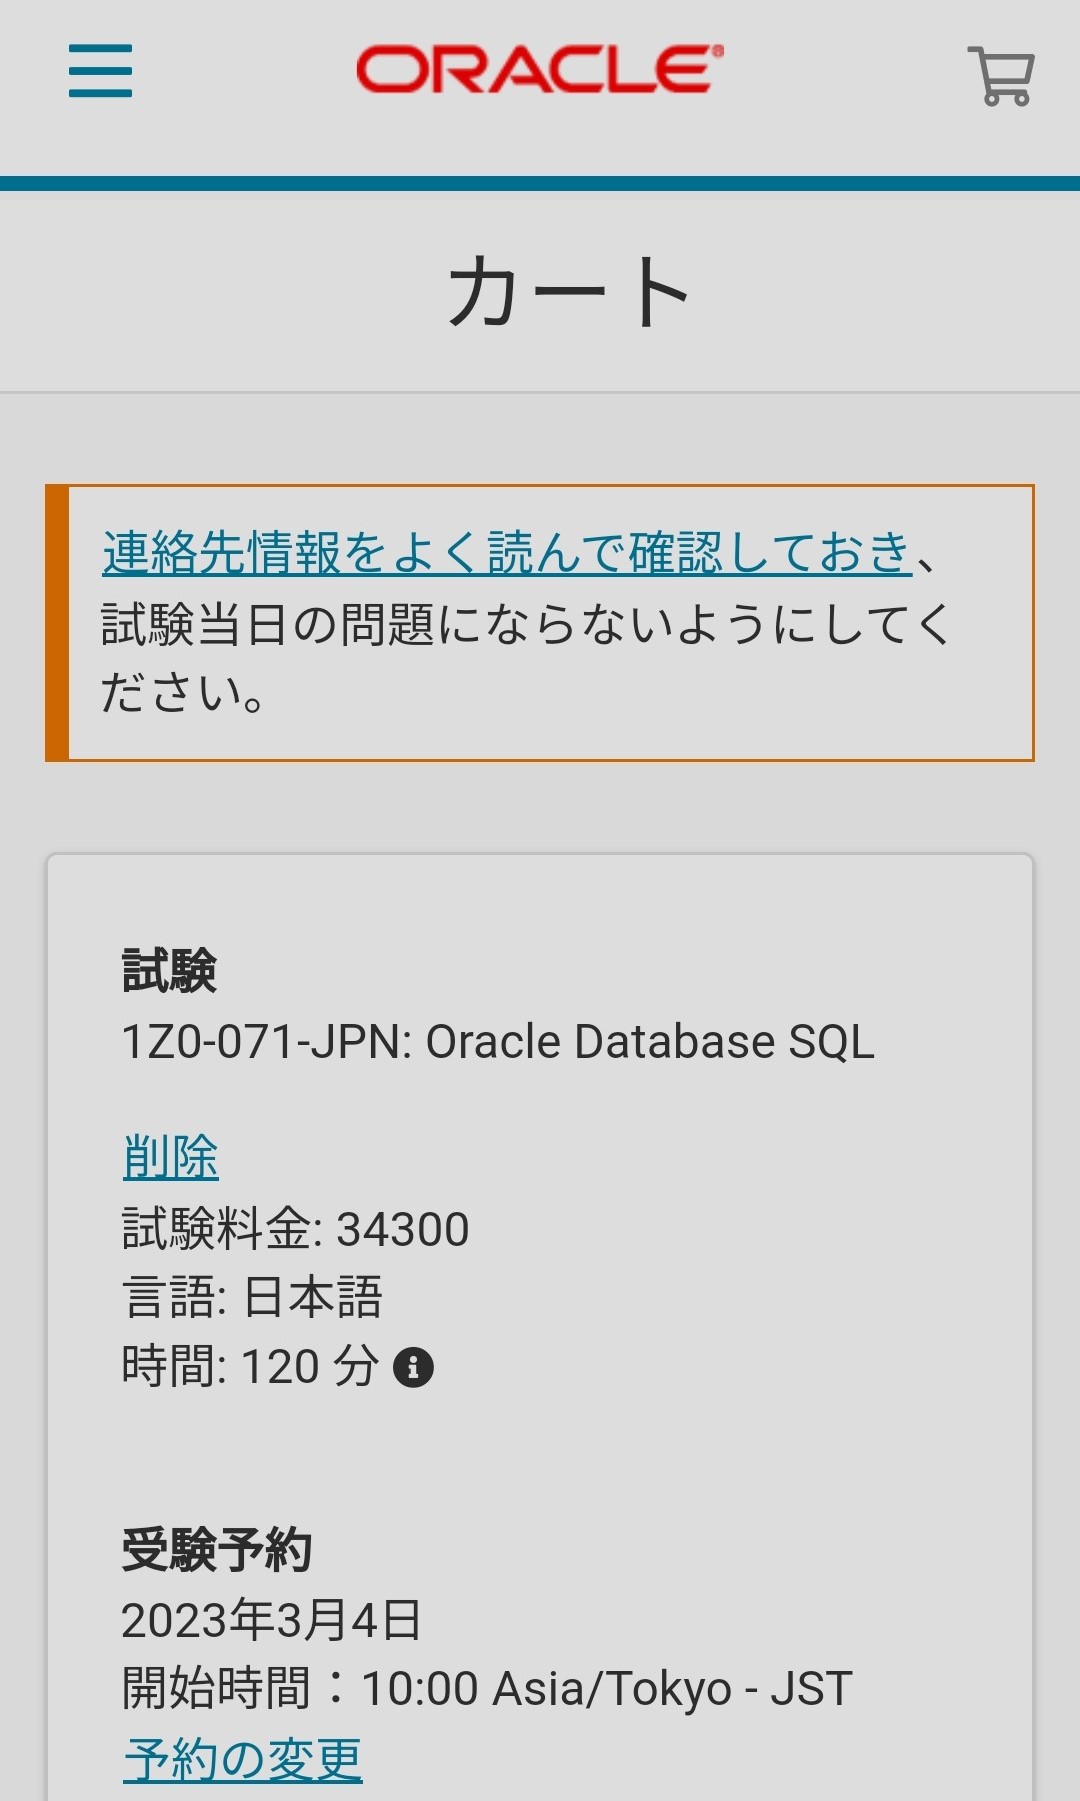 ORACLE®
カート
連絡先情報をよく読んで確認しておき、
試験当日の問題にならないようにしてく
ださい。
試験
1Z0-071-JPN: Oracle Database SQL
削除
試験料金: 34300
言語: 日本語
時間: 120 分
受験予約
2023年3月4日
開始時間：10:00 Asia/Tokyo - JST
予約の変更